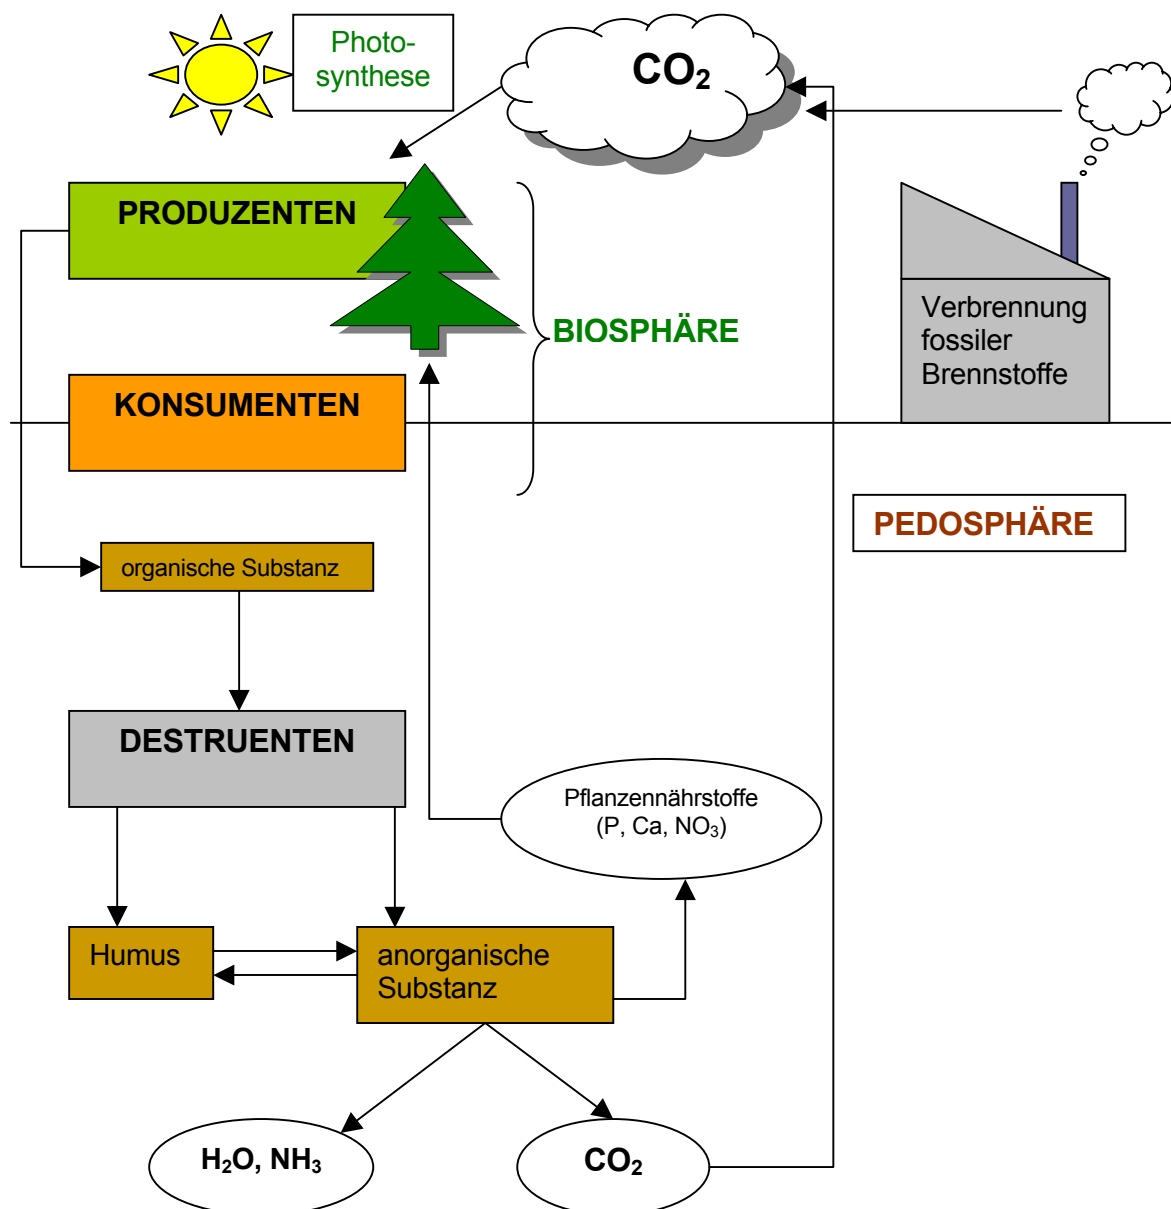 Photo-
synthese
CO₂
PRODUZENTEN
BIOSPHÄRE
Verbrennung
fossiler
Brennstoffe
KONSUMENTEN
PEDOSPHÄRE
organische Substanz
DESTRUENTEN
Pflanzennährstoffe
(P, Ca, NO₃)
Humus
anorganische
Substanz
H₂O, NH₃
CO₂